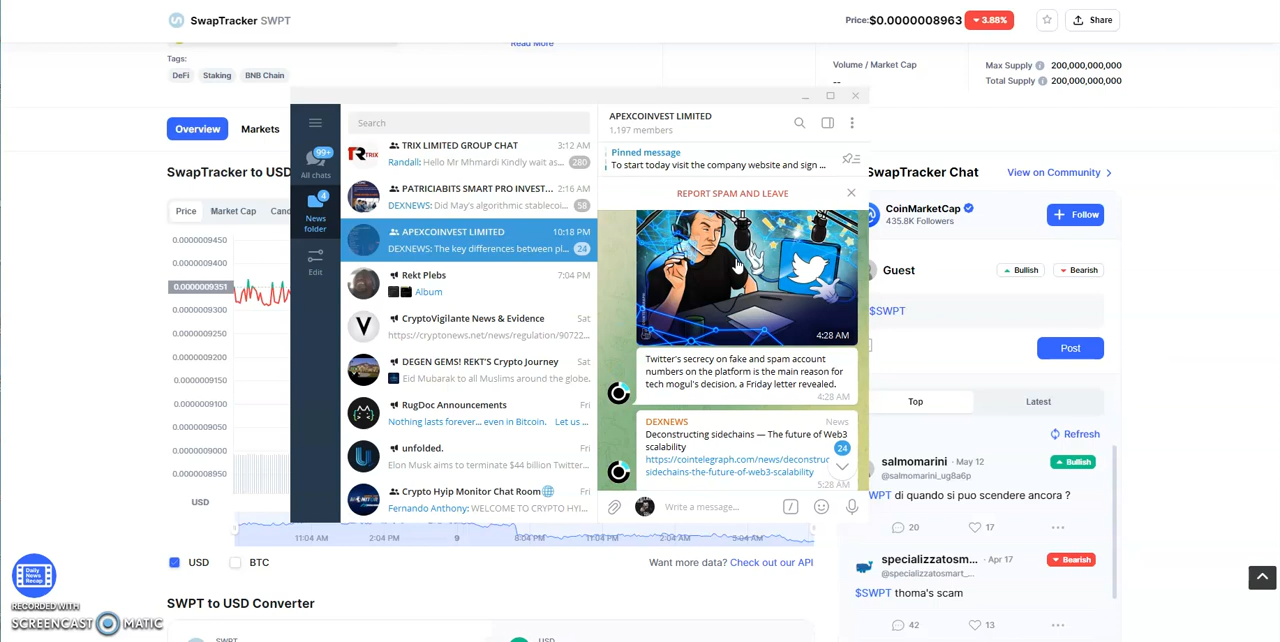 SwapTracker SWPT
Price:$0.0000008963 3.88%
Share
Read More
Tags:
DeFi Staking BNB Chain
Volume / Market Cap
--
Max Supply 200,000,000,000
Total Supply 200,000,000,000
Overview Markets
SwapTracker to USD
Price Market Cap Cand
0.0000009450
0.0000009400
0.0000009351
0.0000009300
0.0000009250
0.0000009200
0.0000009150
0.0000009100
0.0000009050
0.0000009000
0.0000008950
USD
99+
All chats
4
News
folder
Edit
Search
TRIX LIMITED GROUP CHAT 3:12 AM
Randall: Hello Mr Mhmardi Kindly wait as... 280
PATRICIABITS SMART PRO INVEST... 2:16 AM
DEXNEWS: Did May's algorithmic stablecoi... 58
APEXCOINVEST LIMITED 10:18 PM
DEXNEWS: The key differences between pl... 24
Rekt Plebs 7:04 PM
Album
CryptoVigilante News & Evidence Sat
https://cryptonews.net/news/regulation/90722...
DEGEN GEMS! REKT'S Crypto Journey Sat
Eid Mubarak to all Muslims around the globe,
RugDoc Announcements Fri
Nothing lasts forever... even in Bitcoin. Let us ...
unfolded. Fri
Elon Musk aims to terminate $44 billion Twitter...
Crypto Hyip Monitor Chat Room Fri
Fernando Anthony: WELCOME TO CRYPTO HYI...
APEXCOINVEST LIMITED
1,197 members
Pinned message
To start today visit the company website and sign ...
REPORT SPAM AND LEAVE
4:28 AM
Twitter's secrecy on fake and spam account
numbers on the platform is the main reason for
tech mogul's decision, a Friday letter revealed.
4:28 AM
DEXNEWS News
Deconstructing sidechains — The future of Web3
scalability
https://cointelegraph.com/news/deconstruc
sidechains-the-future-of-web3-scalability
5:28 AM
24
Write a message...
SwapTracker Chat View on Community
CoinMarketCap
435.8K Followers
Follow
Guest Bullish Bearish
$SWPT
Post
Top Latest
Refresh
salmomarini · May 12 Bullish
@salmomarini_ug8a6p
WPT di quando si puo scendere ancora ?
20 17
specializzatosm... · Apr 17 Bearish
@specializzatosmart_...
$SWPT thoma's scam
42 13
11:04 AM 2:04 PM 9 8:04 PM 11:04 PM 2:04 AM 5:04 AM
USD BTC
Want more data? Check out our API
SWPT to USD Converter
SWPT USD
Daily
News
Recap
RECORDED WITH
SCREENCAST MATIC